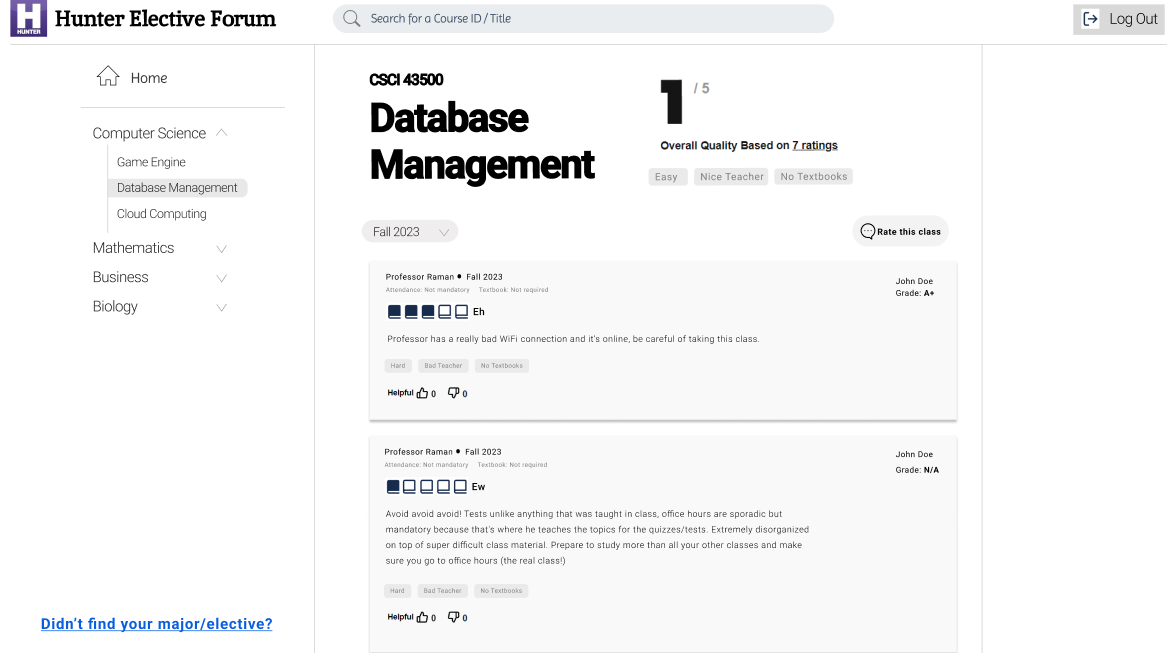 H
HUNTER
Hunter Elective Forum
Search for a Course ID / Title
Log Out
Home
Computer Science
Game Engine
Database Management
Cloud Computing
Mathematics
Business
Biology
Didn't find your major/elective?
CSCI 43500
Database
Management
1 / 5
Overall Quality Based on 7 ratings
Easy Nice Teacher No Textbooks
Fall 2023
Rate this class
Professor Raman ● Fall 2023
Attendance: Not mandatory Textbook: Not required
John Doe
Grade: A+
Eh
Professor has a really bad WiFi connection and it's online, be careful of taking this class.
Hard Bad Teacher No Textbooks
Helpful 0 0
Professor Raman ● Fall 2023
Attendance: Not mandatory Textbook: Not required
John Doe
Grade: N/A
Ew
Avoid avoid avoid! Tests unlike anything that was taught in class, office hours are sporadic but
mandatory because that's where he teaches the topics for the quizzes/tests. Extremely disorganized
on top of super difficult class material. Prepare to study more than all your other classes and make
sure you go to office hours (the real class!)
Hard Bad Teacher No Textbooks
Helpful 0 0